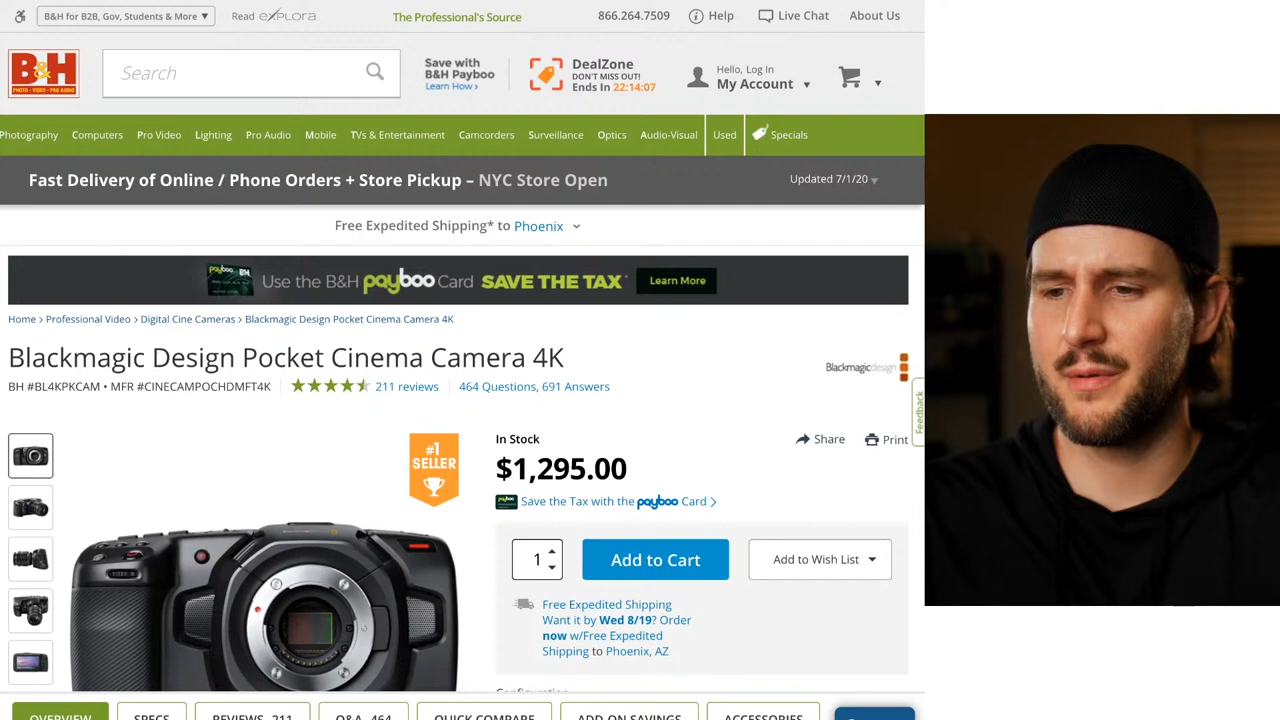 B&H for B2B, Gov, Students & More
Read explora
The Professional's Source
866.264.7509
Help
Live Chat
About Us
B&H
PHOTO • VIDEO • PRO AUDIO
Search
Save with
B&H Payboo
Learn How ›
DealZone
DON'T MISS OUT!
Ends In 22:14:07
Hello, Log In
My Account
Photography Computers Pro Video Lighting Pro Audio Mobile TVs & Entertainment Camcorders Surveillance Optics Audio-Visual Used Specials
Fast Delivery of Online / Phone Orders + Store Pickup – NYC Store Open
Updated 7/1/20
Free Expedited Shipping* to Phoenix
Use the B&H payboo Card SAVE THE TAX* Learn More
Home › Professional Video › Digital Cine Cameras › Blackmagic Design Pocket Cinema Camera 4K
Blackmagic Design Pocket Cinema Camera 4K
Blackmagicdesign
BH #BL4KPKCAM • MFR #CINECAMPOCHDMFT4K
211 reviews
464 Questions, 691 Answers
Feedback
#1
SELLER
In Stock
Share
Print
$1,295.00
Save the Tax with the payboo Card
1
Add to Cart
Add to Wish List
Free Expedited Shipping
Want it by Wed 8/19? Order
now w/Free Expedited
Shipping to Phoenix, AZ
Configuration
OVERVIEW
SPECS
REVIEWS 211
Q&A 464
QUICK COMPARE
ADD-ON SAVINGS
ACCESSORIES